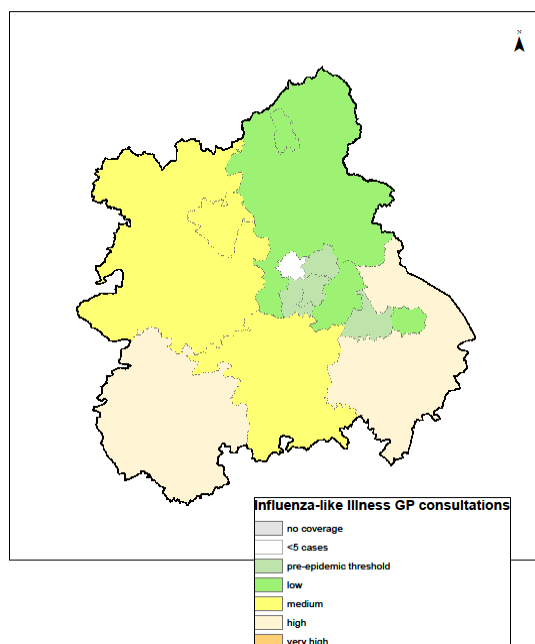 N
Influenza-like Illness GP consultations
no coverage
<5 cases
pre-epidemic threshold
low
medium
high
very high